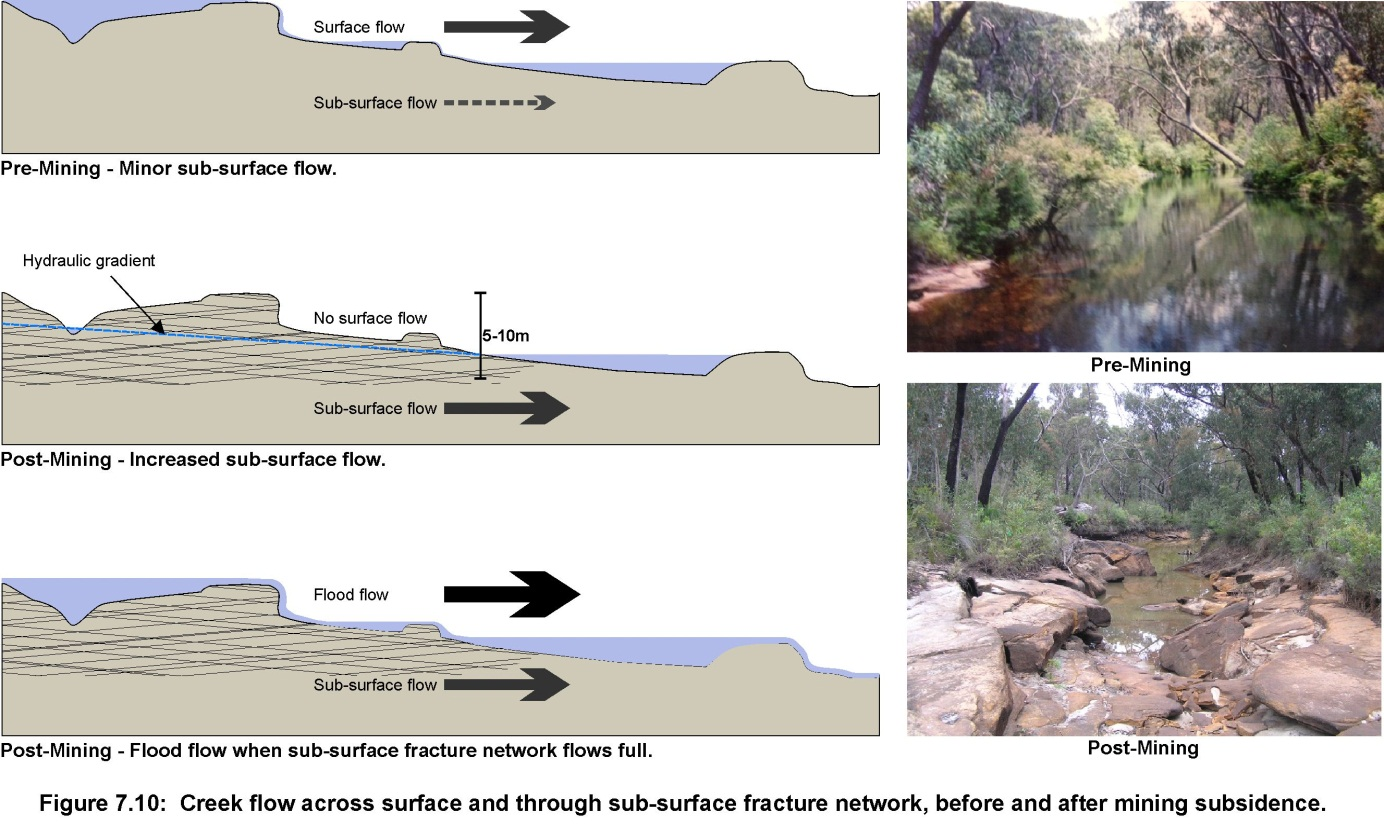 Surface flow
Sub-surface flow
Pre-Mining - Minor sub-surface flow.
Hydraulic gradient
No surface flow
5-10m
Sub-surface flow
Post-Mining - Increased sub-surface flow.
Flood flow
Sub-surface flow
Post-Mining - Flood flow when sub-surface fracture network flows full.
Pre-Mining
Post-Mining
Figure 7.10: Creek flow across surface and through sub-surface fracture network, before and after mining subsidence.